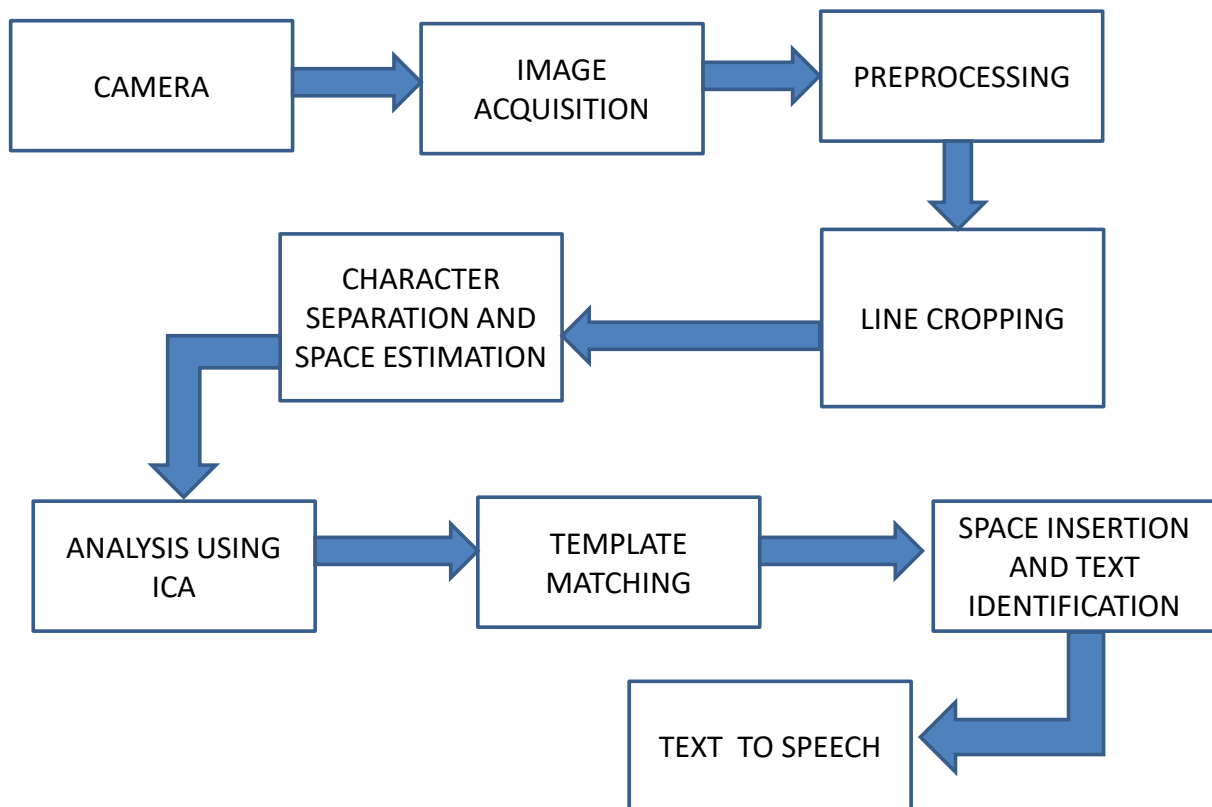 CAMERA
IMAGE
ACQUISITION
PREPROCESSING
LINE CROPPING
CHARACTER
SEPARATION AND
SPACE ESTIMATION
ANALYSIS USING
ICA
TEMPLATE
MATCHING
SPACE INSERTION
AND TEXT
IDENTIFICATION
TEXT TO SPEECH